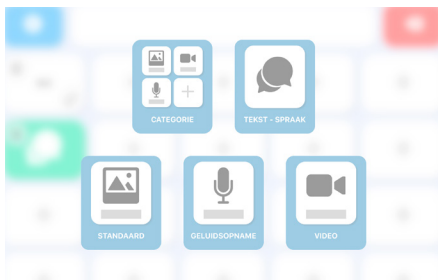 CATEGORIE
TEKST - SPRAAK
STANDAARD
GELUIDSOPNAME
VIDEO